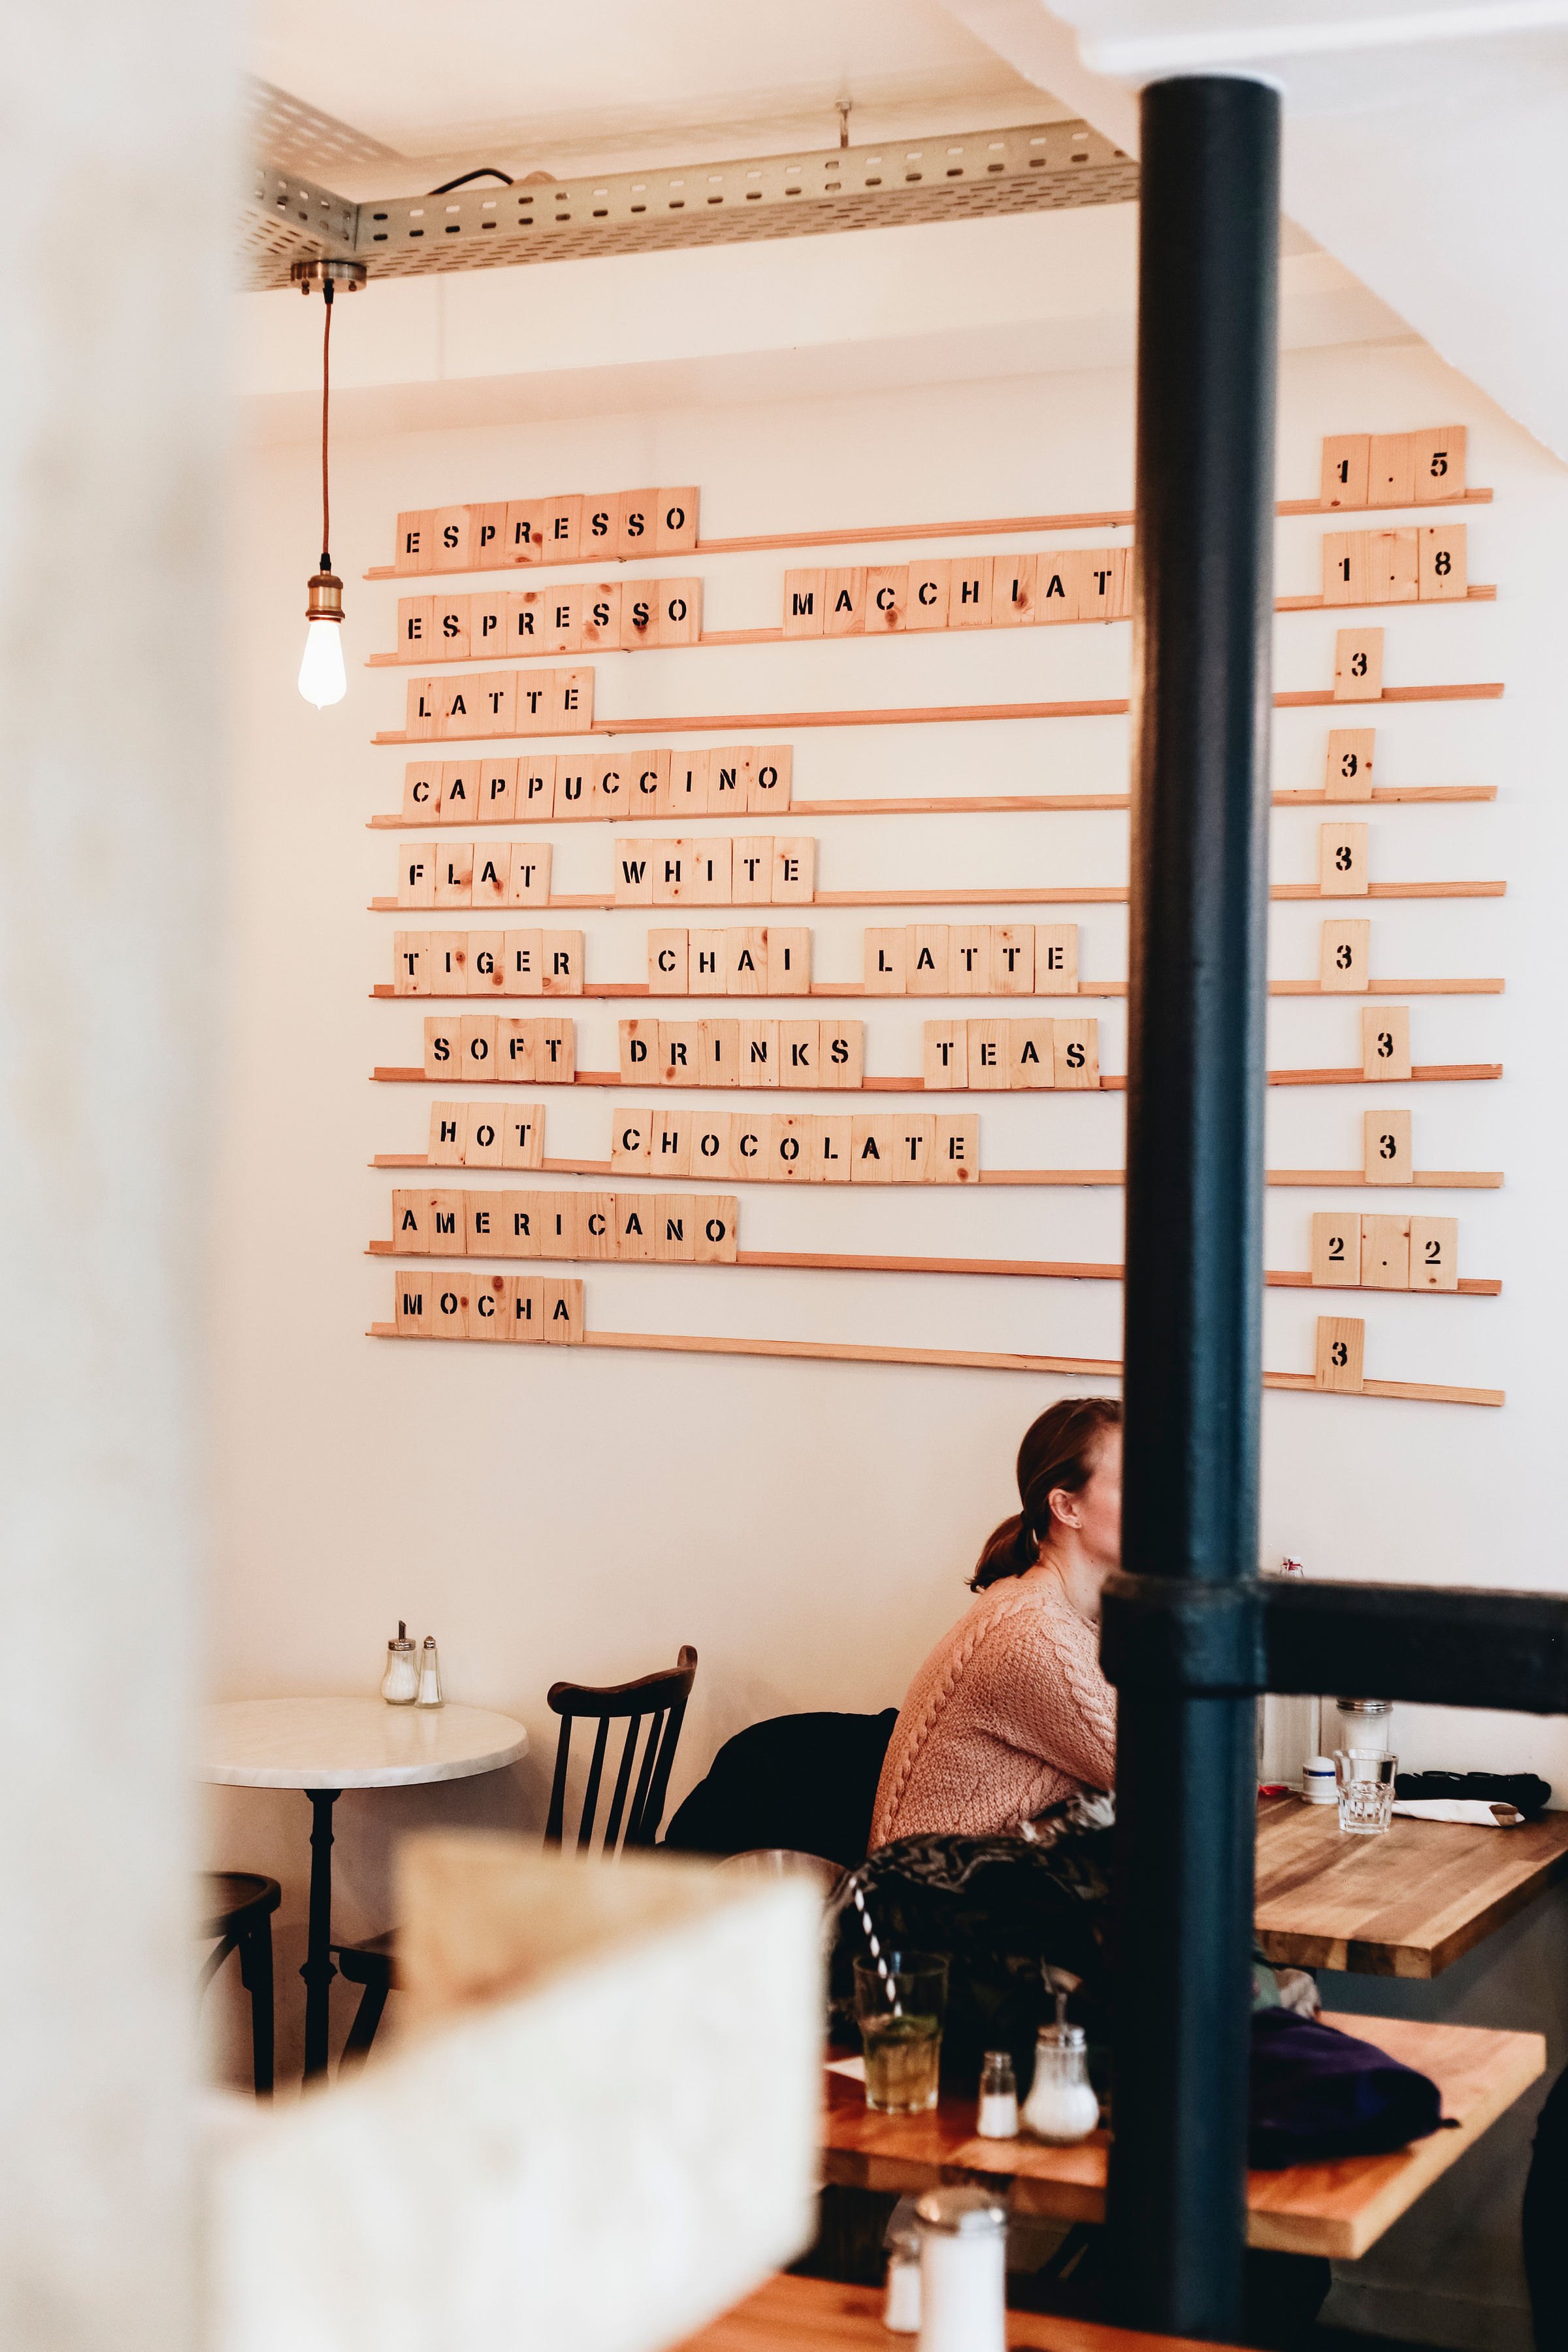 ESPRESSO 1.5
ESPRESSO MACCHIAT 1.8
LATTE 3
CAPPUCCINO 3
FLAT WHITE 3
TIGER CHAI LATTE 3
SOFT DRINKS TEAS 3
HOT CHOCOLATE 3
AMERICANO 2.2
MOCHA 3